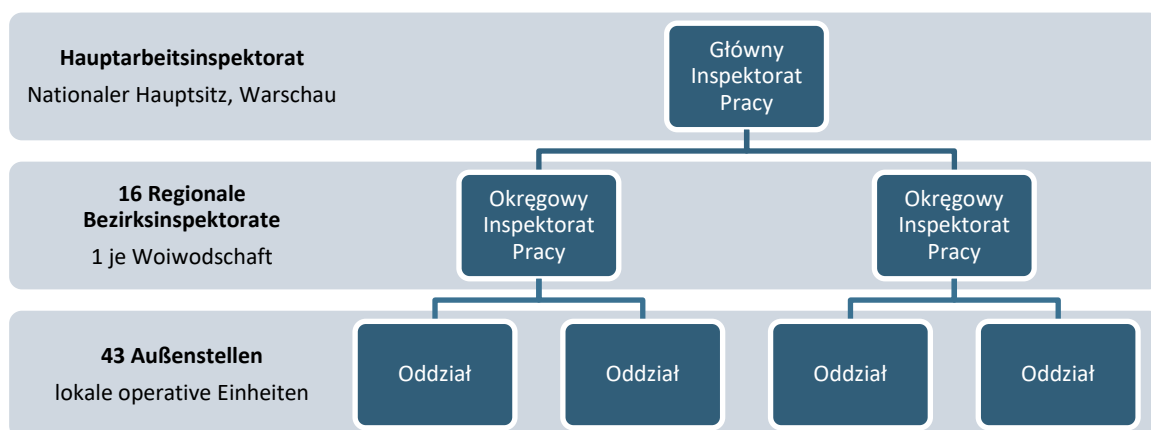 Hauptarbeitsinspektorat
Nationaler Hauptsitz, Warschau
Główny
Inspektorat
Pracy
16 Regionale
Bezirksinspektorate
1 je Woiwodschaft
Okręgowy
Inspektorat
Pracy
Okręgowy
Inspektorat
Pracy
43 Außenstellen
lokale operative Einheiten
Oddział
Oddział
Oddział
Oddział